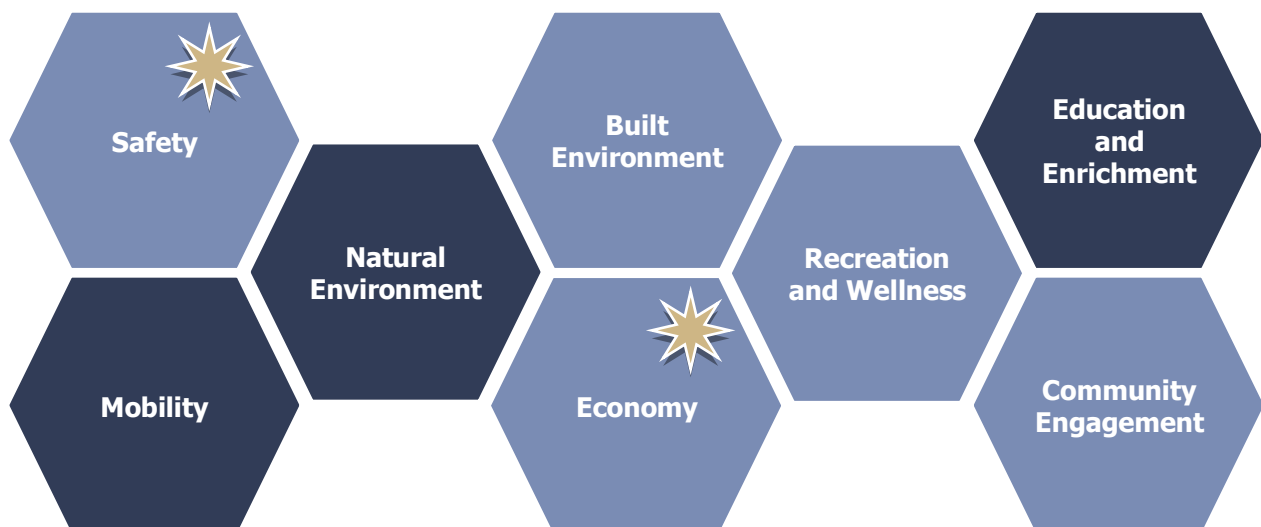 Safety
Built
Environment
Education
and
Enrichment
Natural
Environment
Recreation
and Wellness
Mobility
Economy
Community
Engagement